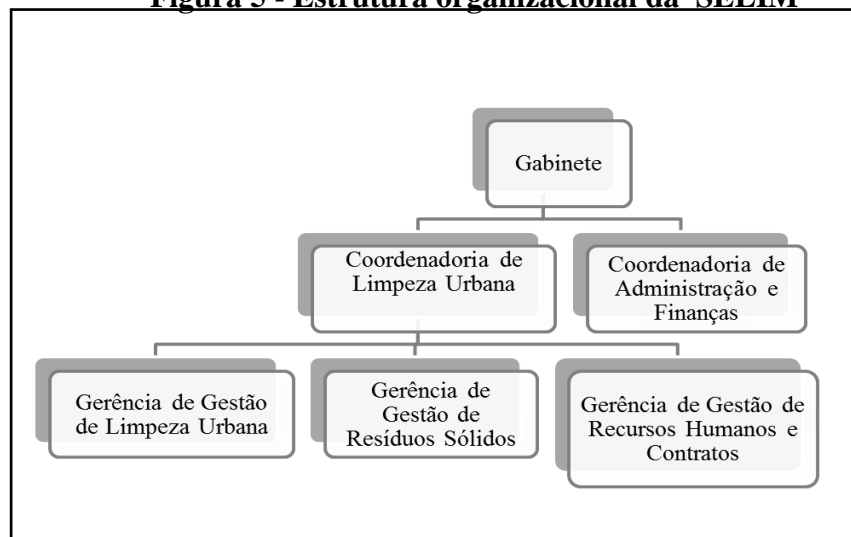 Figura 5 - Estrutura organizacional da SELIM
Gabinete
Coordenadoria de
Limpeza Urbana
Coordenadoria de
Administração e
Finanças
Gerência de Gestão
de Limpeza Urbana
Gerência de
Gestão de
Resíduos Sólidos
Gerência de Gestão de
Recursos Humanos e
Contratos